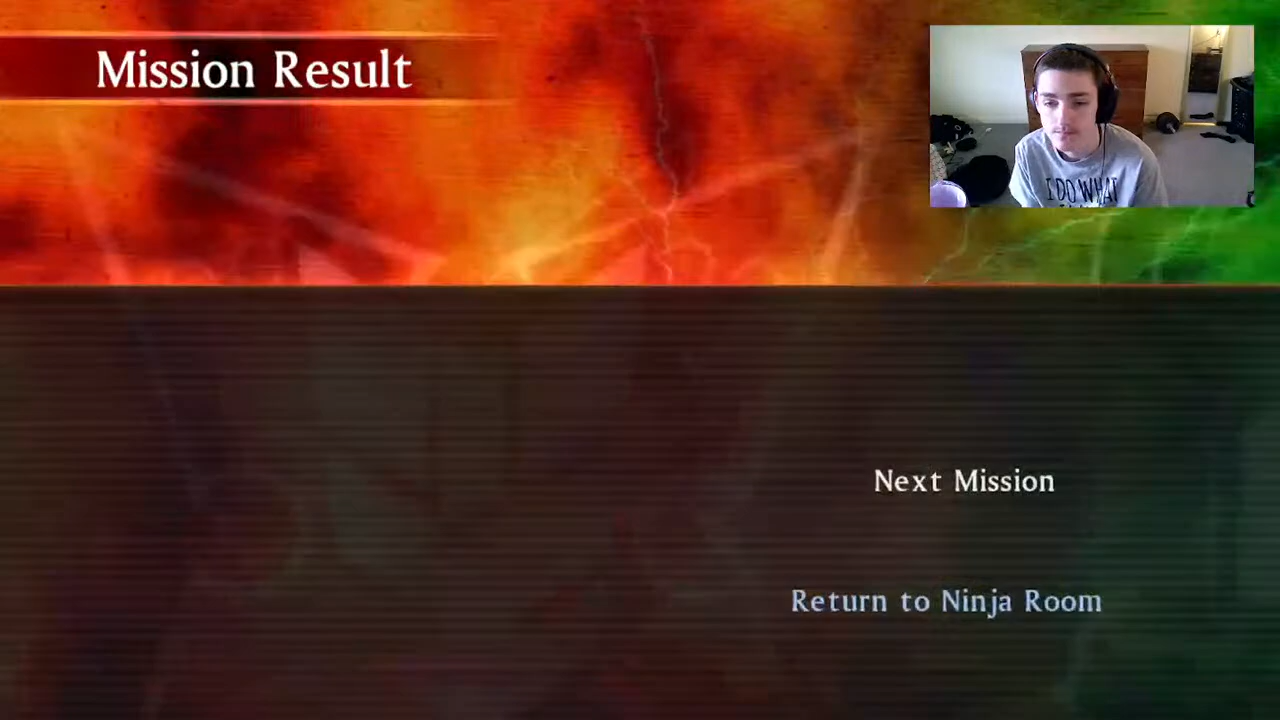 Mission Result
I DO WHAT
Next Mission
Return to Ninja Room